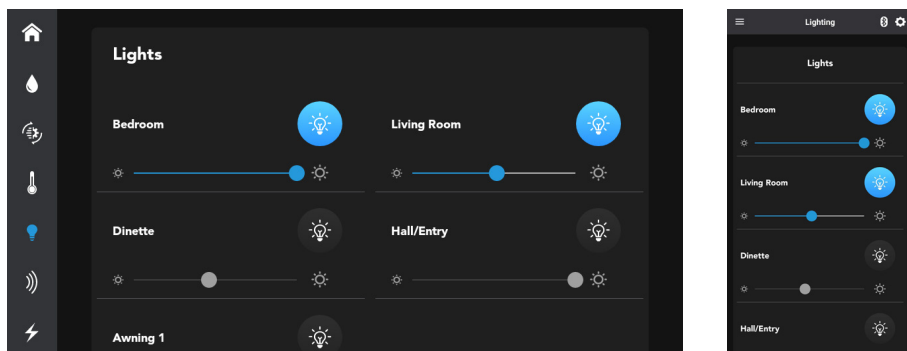 Lights
Bedroom
Living Room
Dinette
Hall/Entry
Awning 1
Lighting
Lights
Bedroom
Living Room
Dinette
Hall/Entry